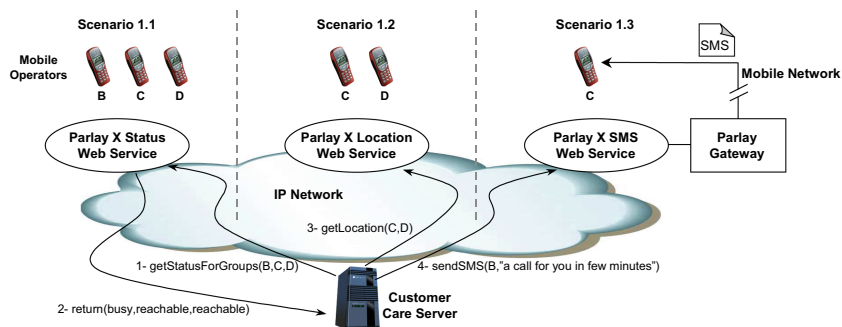 Scenario 1.1
Scenario 1.2
Scenario 1.3
Mobile
Operators
B
C
D
C
D
C
SMS
Mobile Network
Parlay X Status
Web Service
Parlay X Location
Web Service
Parlay X SMS
Web Service
Parlay
Gateway
IP Network
3- getLocation(C,D)
1- getStatusForGroups(B,C,D)
4- sendSMS(B,"a call for you in few minutes")
2- return(busy,reachable,reachable)
Customer
Care Server